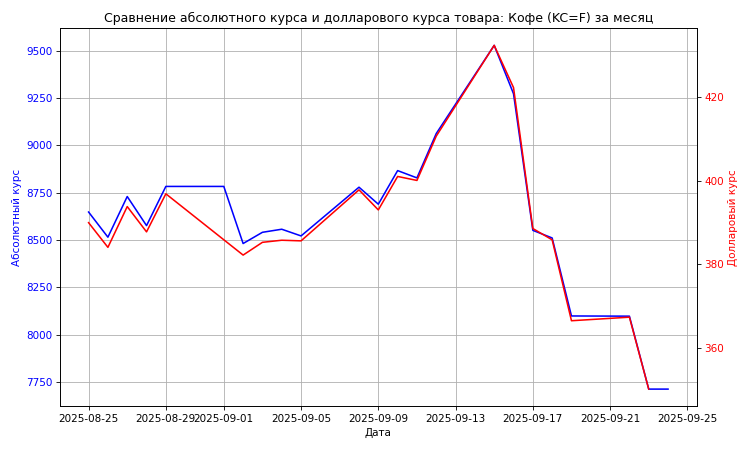 Сравнение абсолютного курса и долларового курса товара: Кофе (KC=F) за месяц
9500
9250
9000
8750
8500
8250
8000
7750
Абсолютный курс
420
400
380
360
Долларовый курс
2025-08-25 2025-08-29 2025-09-01 2025-09-05 2025-09-09 2025-09-13 2025-09-17 2025-09-21 2025-09-25
Дата